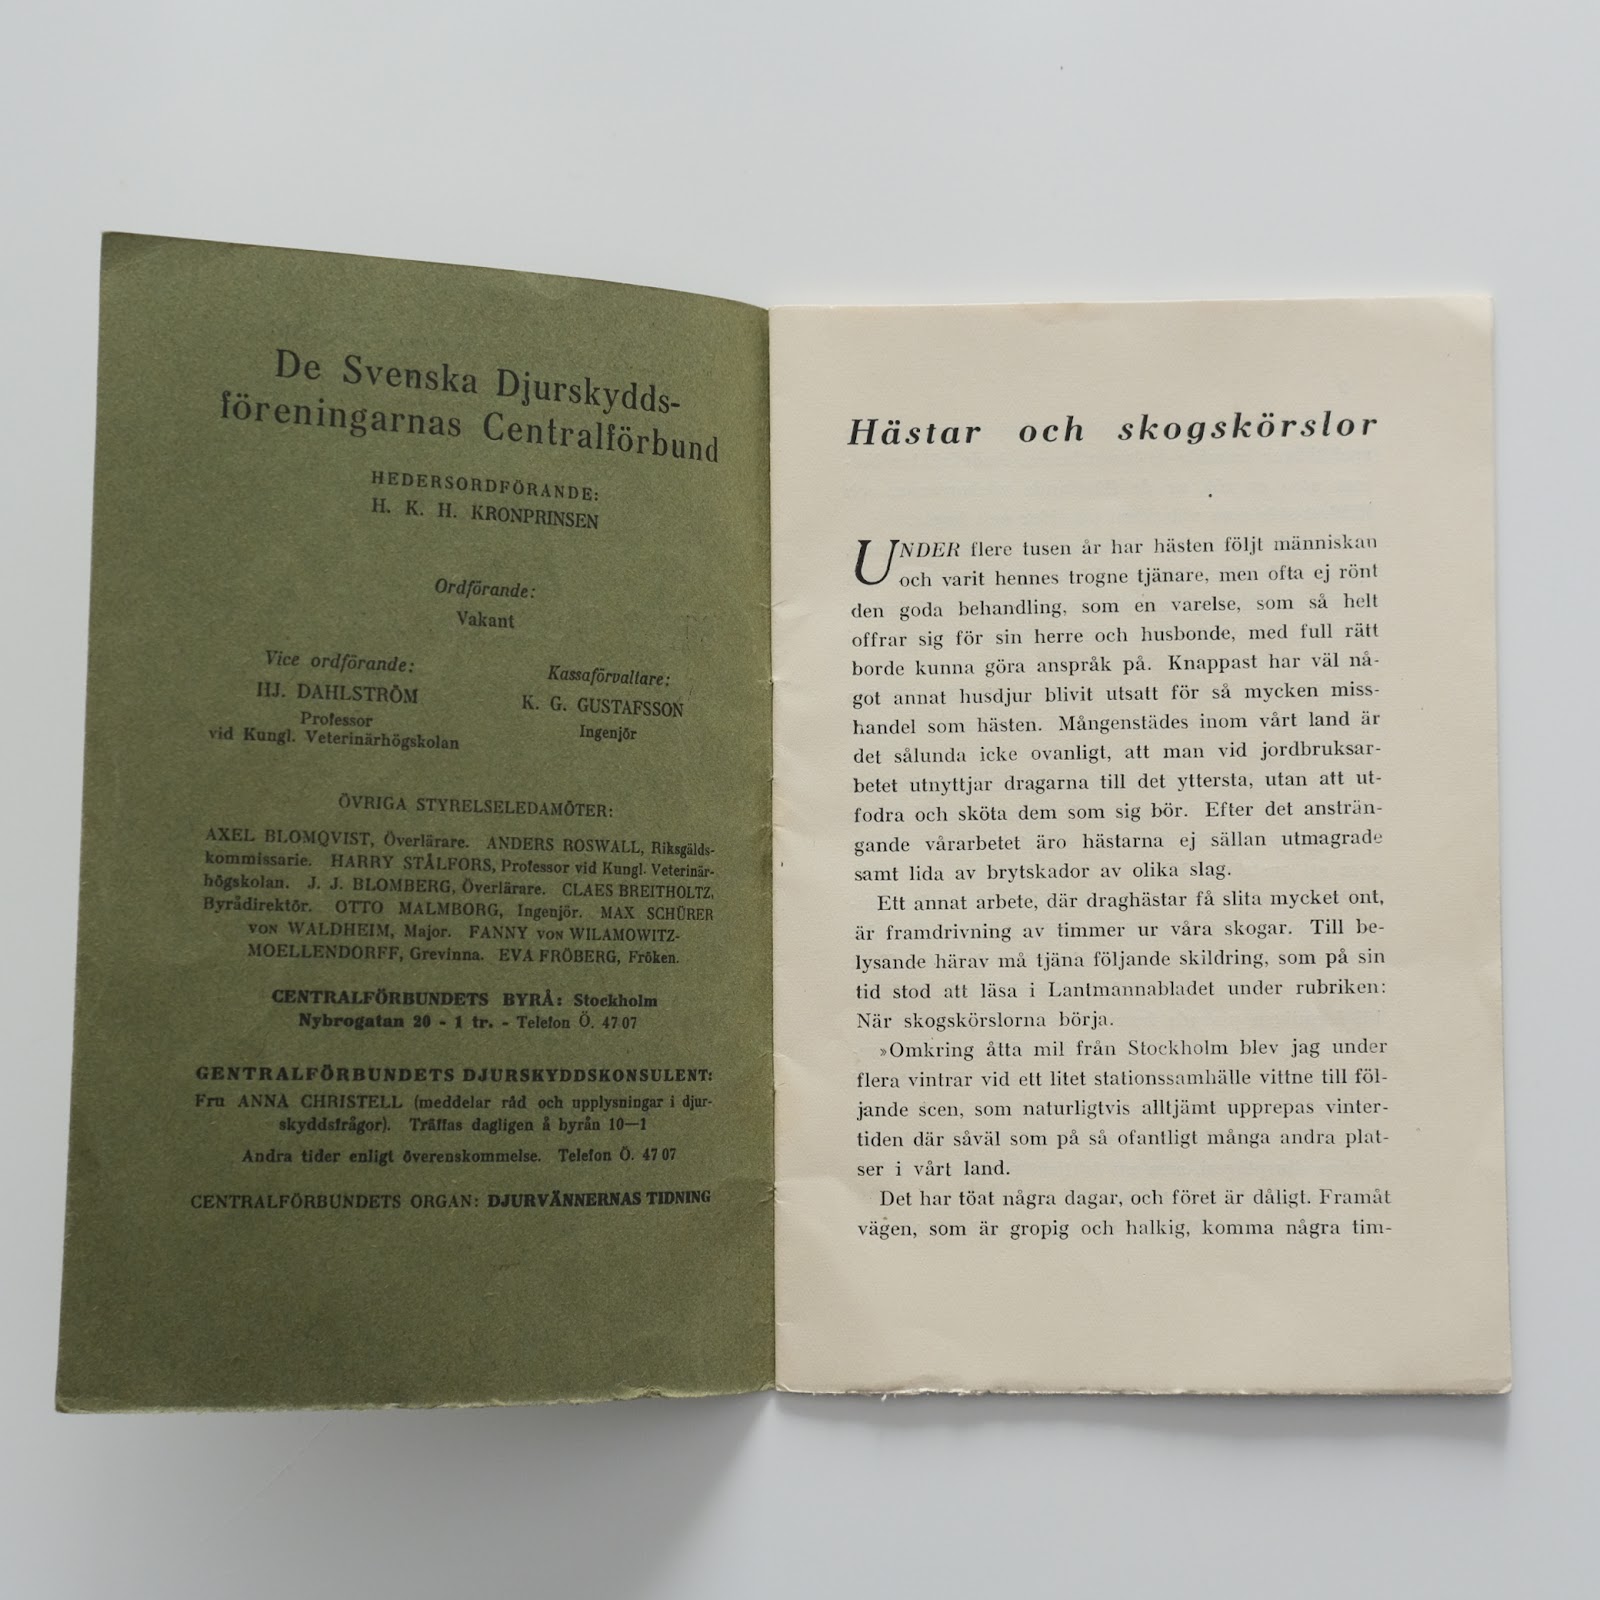 De Svenska Djurskydds-
föreningarnas Centralförbund
HEDERSORDFÖRANDE:
H. K. H. KRONPRINSEN
Ordförande:
Vakant
Vice ordförande:
HJ. DAHLSTRÖM
Professor
vid Kungl. Veterinärhögskolan
Kassaförvaltare:
K. G. GUSTAFSSON
Ingenjör
ÖVRIGA STYRELSELEDAMÖTER:
AXEL BLOMQVIST, Överlärare. ANDERS ROSWALL, Riksgälds-
kommissarie. HARRY STÅLFORS, Professor vid Kungl. Veterinär-
högskolan. J. J. BLOMBERG, Överlärare. CLAES BREITHOLTZ,
Byrådirektör. OTTO MALMBORG, Ingenjör. MAX SCHÜRER
VON WALDHEIM, Major. FANNY VON WILAMOWITZ-
MOELLENDORFF, Grevinna. EVA FRÖBERG, Fröken.
CENTRALFÖRBUNDETS BYRÅ: Stockholm
Nybrogatan 20 - 1 tr. - Telefon Ö. 47 07
CENTRALFÖRBUNDETS DJURSKYDDSKONSULENT:
Fru ANNA CHRISTELL (meddelar råd och upplysningar i djur-
skyddsfrågor). Träffas dagligen å byrån 10—1
Andra tider enligt överenskommelse. Telefon Ö. 47 07
CENTRALFÖRBUNDETS ORGAN: DJURVÄNNERNAS TIDNING
Hästar och skogskörslor
UNDER flere tusen år har hästen följt människan
och varit hennes trogne tjänare, men ofta ej rönt
den goda behandling, som en varelse, som så helt
offrar sig för sin herre och husbonde, med full rätt
borde kunna göra anspråk på. Knappast har väl nå-
got annat husdjur blivit utsatt för så mycken miss-
handel som hästen. Mångenstädes inom vårt land är
det sålunda icke ovanligt, att man vid jordbruksar-
betet utnyttjar dragarna till det yttersta, utan att ut-
fodra och sköta dem som sig bör. Efter det ansträn-
gande vårarbetet äro hästarna ej sällan utmagrade
samt lida av brytskador av olika slag.
Ett annat arbete, där draghästar få slita mycket ont,
är framdrivning av timmer ur våra skogar. Till be-
lysande härav må tjäna följande skildring, som på sin
tid stod att läsa i Lantmannabladet under rubriken:
När skogskörslorna börja.
»Omkring åtta mil från Stockholm blev jag under
flera vintrar vid ett litet stationssamhälle vittne till föl-
jande scen, som naturligtvis alltjämt upprepas vinter-
tiden där såväl som på så ofantligt många andra plat-
ser i vårt land.
Det har töat några dagar, och föret är dåligt. Framåt
vägen, som är gropig och halkig, komma några tim-